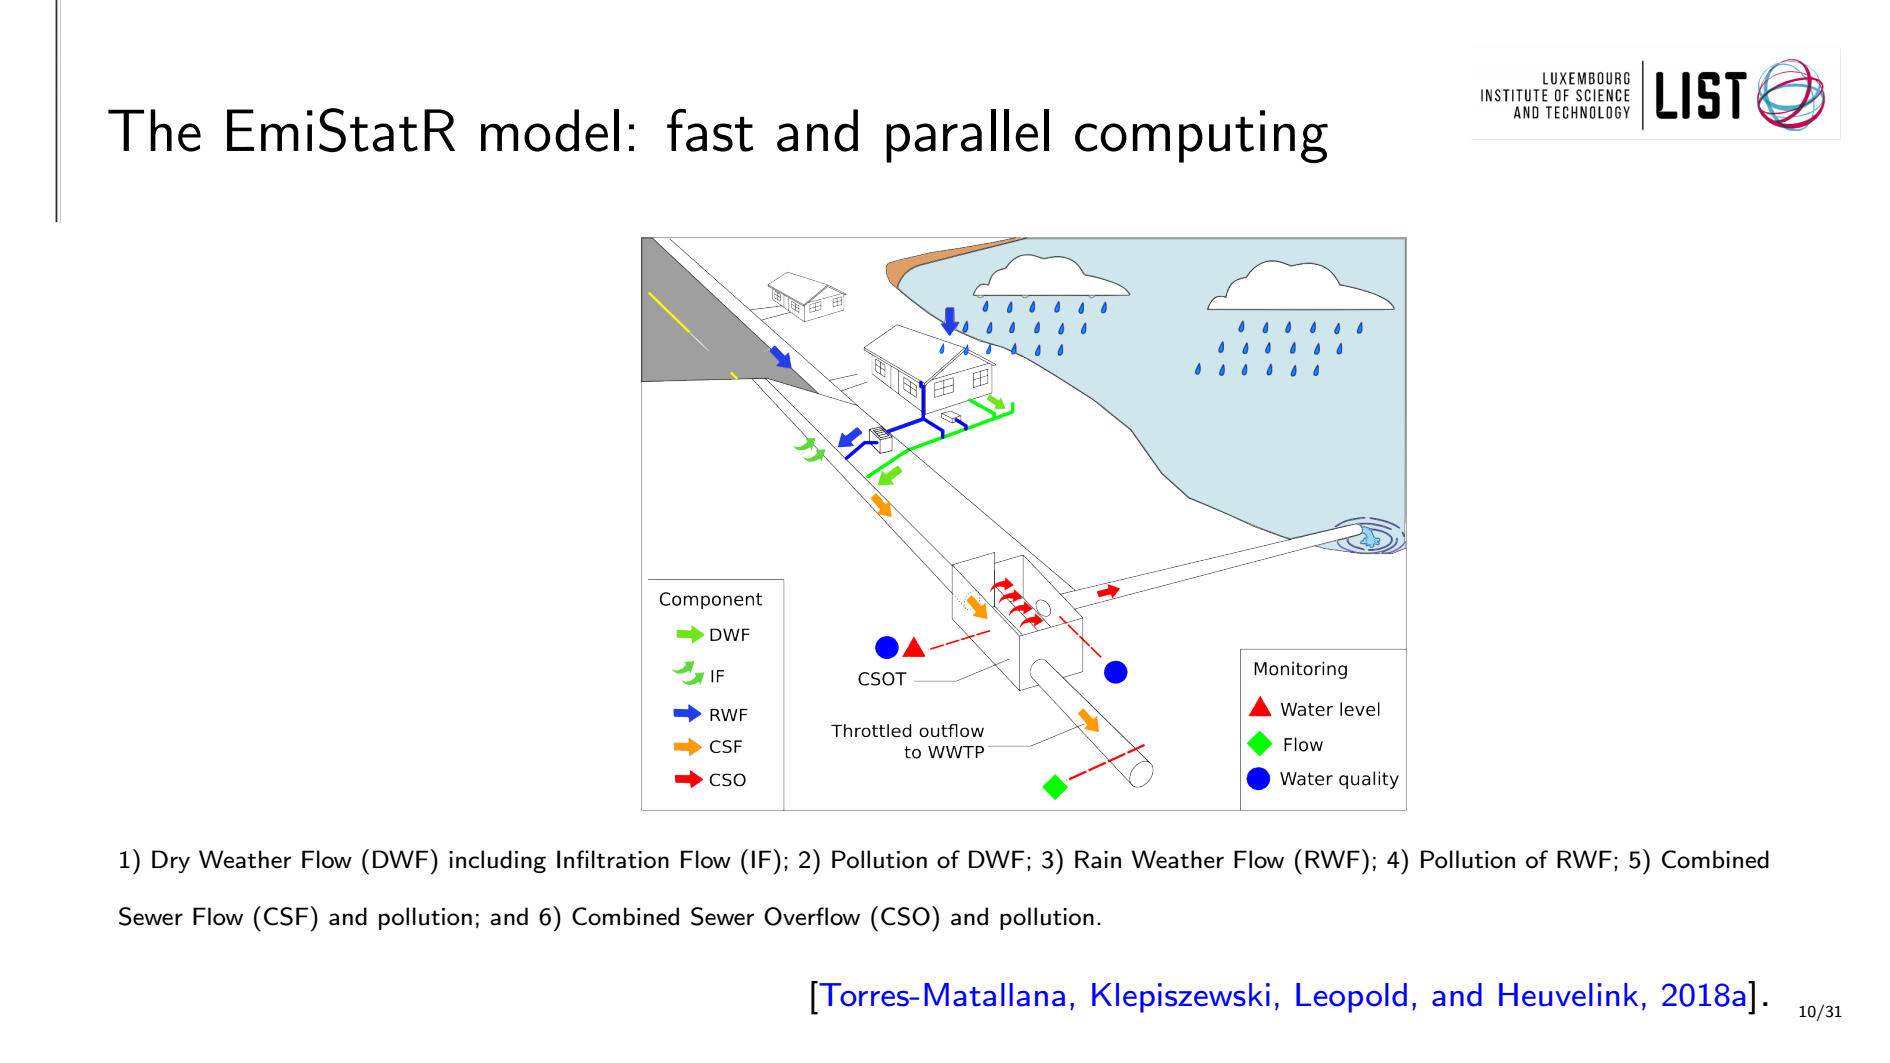 LUXEMBOURG
INSTITUTE OF SCIENCE
AND TECHNOLOGY
LIST
The EmiStatR model: fast and parallel computing
Component
DWF
IF
RWF
CSF
CSO
CSOT
Throttled outflow
to WWTP
Monitoring
Water level
Flow
Water quality
1) Dry Weather Flow (DWF) including Infiltration Flow (IF); 2) Pollution of DWF; 3) Rain Weather Flow (RWF); 4) Pollution of RWF; 5) Combined
Sewer Flow (CSF) and pollution; and 6) Combined Sewer Overflow (CSO) and pollution.
[Torres-Matallana, Klepiszewski, Leopold, and Heuvelink, 2018a].
10/31